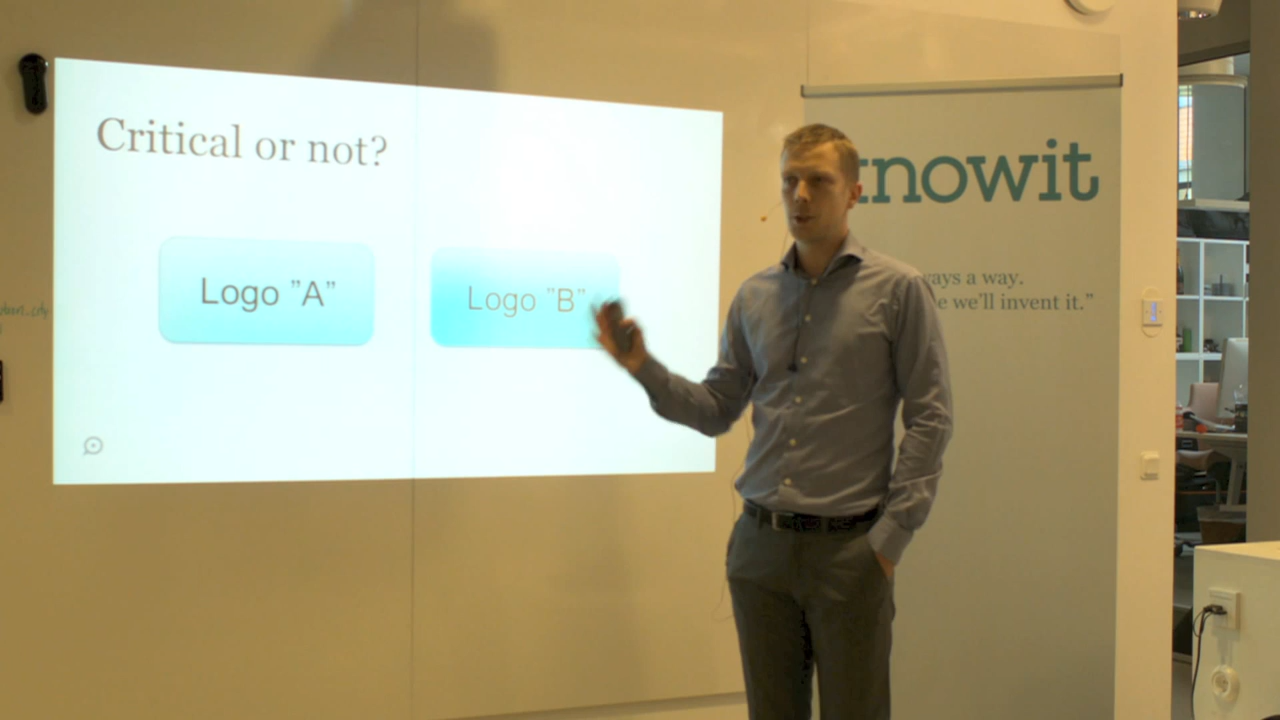 Critical or not?
Logo ”A”
Logo ”B”
nowit
ways a way.
e we’ll invent it.”